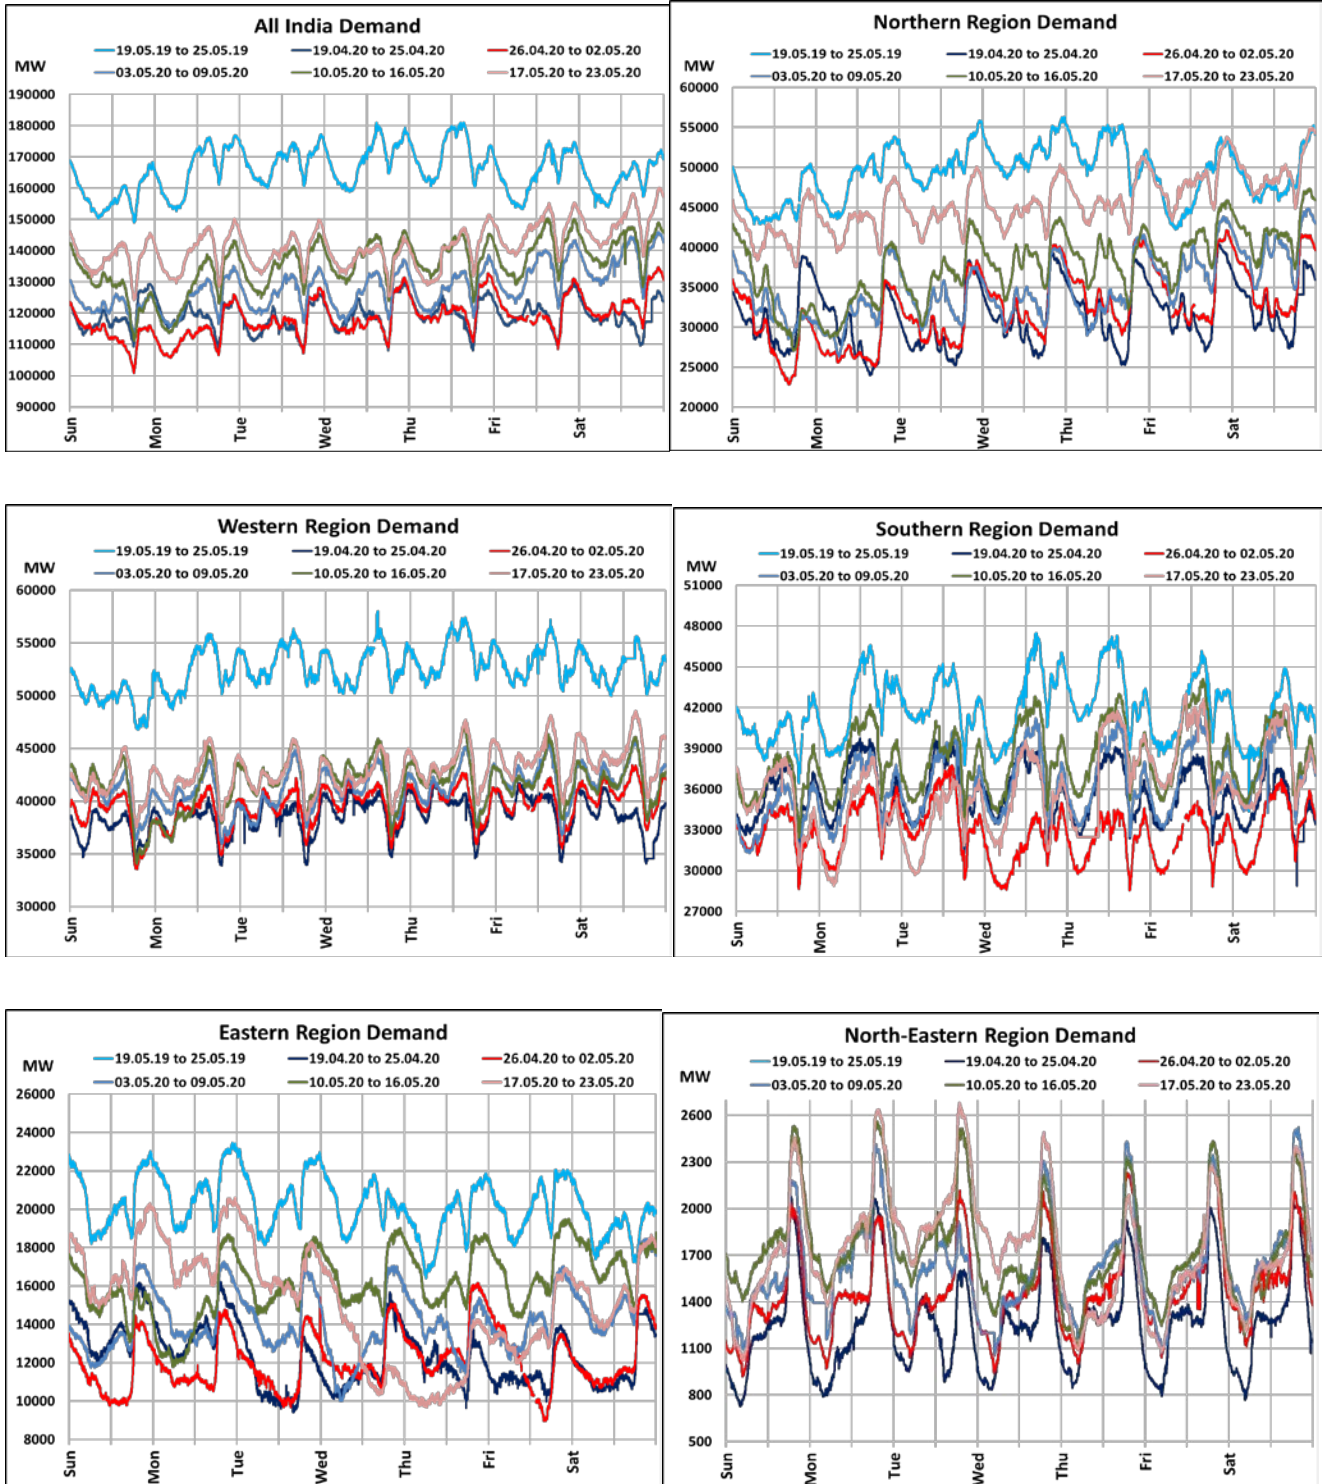 All India Demand
19.05.19 to 25.05.19 19.04.20 to 25.04.20 26.04.20 to 02.05.20
MW
03.05.20 to 09.05.20 10.05.20 to 16.05.20 17.05.20 to 23.05.20
190000
180000
170000
160000
150000
140000
130000
120000
110000
100000
90000
Sun Mon Tue Wed Thu Fri Sat
Northern Region Demand
19.05.19 to 25.05.19 19.04.20 to 25.04.20 26.04.20 to 02.05.20
MW
03.05.20 to 09.05.20 10.05.20 to 16.05.20 17.05.20 to 23.05.20
60000
55000
50000
45000
40000
35000
30000
25000
20000
Sun Mon Tue Wed Thu Fri Sat
Western Region Demand
19.05.19 to 25.05.19 19.04.20 to 25.04.20 26.04.20 to 02.05.20
MW
03.05.20 to 09.05.20 10.05.20 to 16.05.20 17.05.20 to 23.05.20
60000
55000
50000
45000
40000
35000
30000
Sun Mon Tue Wed Thu Fri Sat
Southern Region Demand
19.05.19 to 25.05.19 19.04.20 to 25.04.20 26.04.20 to 02.05.20
MW
03.05.20 to 09.05.20 10.05.20 to 16.05.20 17.05.20 to 23.05.20
51000
48000
45000
42000
39000
36000
33000
30000
27000
Sun Mon Tue Wed Thu Fri Sat
Eastern Region Demand
19.05.19 to 25.05.19 19.04.20 to 25.04.20 26.04.20 to 02.05.20
MW
03.05.20 to 09.05.20 10.05.20 to 16.05.20 17.05.20 to 23.05.20
26000
24000
22000
20000
18000
16000
14000
12000
10000
8000
Sun Mon Tue Wed Thu Fri Sat
North-Eastern Region Demand
19.05.19 to 25.05.19 19.04.20 to 25.04.20 26.04.20 to 02.05.20
MW
03.05.20 to 09.05.20 10.05.20 to 16.05.20 17.05.20 to 23.05.20
2600
2300
2000
1700
1400
1100
800
500
Sun Mon Tue Wed Thu Fri Sat